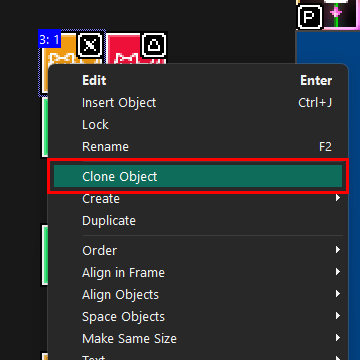 P
3: 1
Edit Enter
Insert Object Ctrl+J
Lock
Rename F2
Clone Object
Create
Duplicate
Order
Align in Frame
Align Objects
Space Objects
Make Same Size
Text